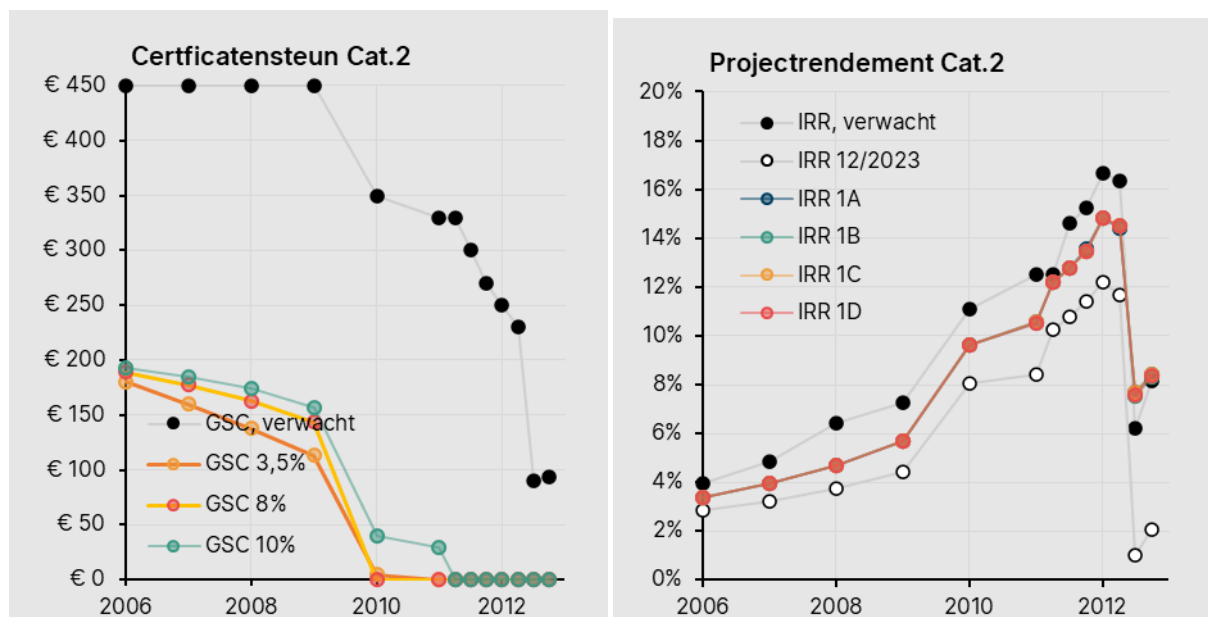 Certficatensteun Cat.2
€ 450
€ 400
€ 350
€ 300
€ 250
€ 200
€ 150
€ 100
€ 50
€ 0
GSC, verwacht
GSC 3,5%
GSC 8%
GSC 10%
2006
2008
2010
2012
Projectrendement Cat.2
20%
18%
16%
14%
12%
10%
8%
6%
4%
2%
0%
IRR, verwacht
IRR 12/2023
IRR 1A
IRR 1B
IRR 1C
IRR 1D
2006
2008
2010
2012